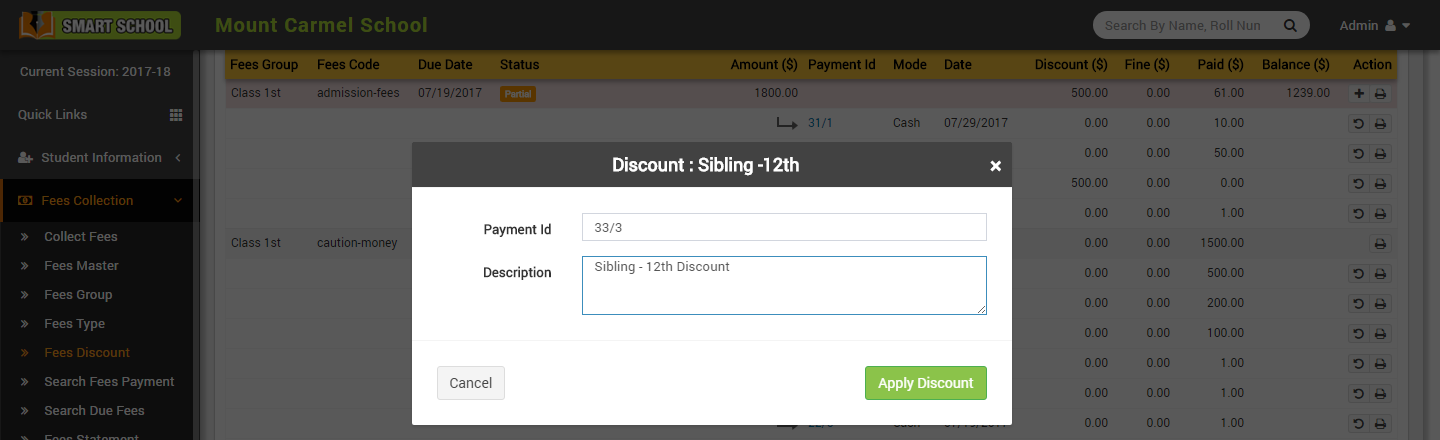 SMART SCHOOL
Mount Carmel School
Search By Name, Roll Nun
Admin
Current Session: 2017-18
Quick Links
Student Information
Fees Collection
Collect Fees
Fees Master
Fees Group
Fees Type
Fees Discount
Search Fees Payment
Search Due Fees
Fees Statement
Fees Group Fees Code Due Date Status Amount ($) Payment Id Mode Date Discount ($) Fine ($) Paid ($) Balance ($) Action
Class 1st admission-fees 07/19/2017 Partial 1800.00 500.00 0.00 61.00 1239.00
31/1 Cash 07/29/2017 0.00 0.00 10.00
0.00 0.00 50.00
500.00 0.00 0.00
0.00 0.00 1.00
Class 1st caution-money 0.00 0.00 1500.00
0.00 0.00 500.00
0.00 0.00 200.00
0.00 0.00 100.00
0.00 0.00 1.00
0.00 0.00 1.00
0.00 0.00 1.00
Discount : Sibling -12th
×
Payment Id
33/3
Description
Sibling - 12th Discount
Cancel
Apply Discount